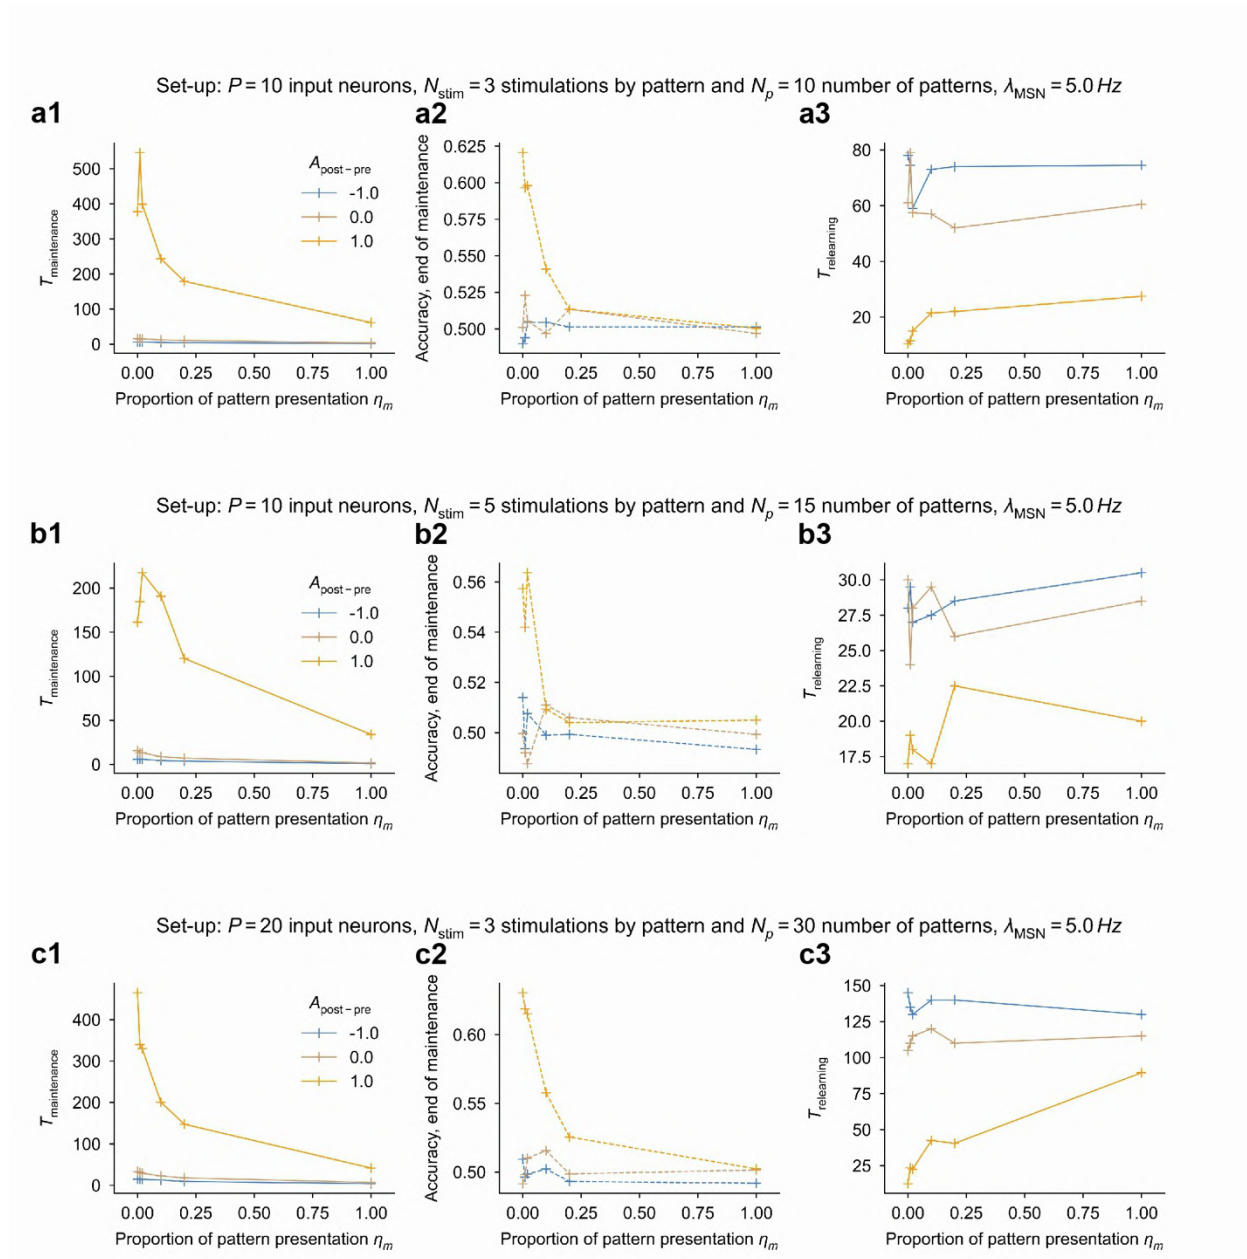 Set-up: P = 10 input neurons, N_stim = 3 stimulations by pattern and N_p = 10 number of patterns, λ_MSN = 5.0 Hz
a1
a2
a3
T_maintenance
500
400
300
200
100
0
A_post−pre
-1.0
0.0
1.0
0.00 0.25 0.50 0.75 1.00
Proportion of pattern presentation η_m
Accuracy, end of maintenance
0.625
0.600
0.575
0.550
0.525
0.500
0.00 0.25 0.50 0.75 1.00
Proportion of pattern presentation η_m
T_relearning
80
60
40
20
0.00 0.25 0.50 0.75 1.00
Proportion of pattern presentation η_m
Set-up: P = 10 input neurons, N_stim = 5 stimulations by pattern and N_p = 15 number of patterns, λ_MSN = 5.0 Hz
b1
b2
b3
T_maintenance
200
150
100
50
0
A_post−pre
-1.0
0.0
1.0
0.00 0.25 0.50 0.75 1.00
Proportion of pattern presentation η_m
Accuracy, end of maintenance
0.56
0.54
0.52
0.50
0.00 0.25 0.50 0.75 1.00
Proportion of pattern presentation η_m
T_relearning
30.0
27.5
25.0
22.5
20.0
17.5
0.00 0.25 0.50 0.75 1.00
Proportion of pattern presentation η_m
Set-up: P = 20 input neurons, N_stim = 3 stimulations by pattern and N_p = 30 number of patterns, λ_MSN = 5.0 Hz
c1
c2
c3
T_maintenance
400
300
200
100
0
A_post−pre
-1.0
0.0
1.0
0.00 0.25 0.50 0.75 1.00
Proportion of pattern presentation η_m
Accuracy, end of maintenance
0.60
0.55
0.50
0.00 0.25 0.50 0.75 1.00
Proportion of pattern presentation η_m
T_relearning
150
125
100
75
50
25
0.00 0.25 0.50 0.75 1.00
Proportion of pattern presentation η_m